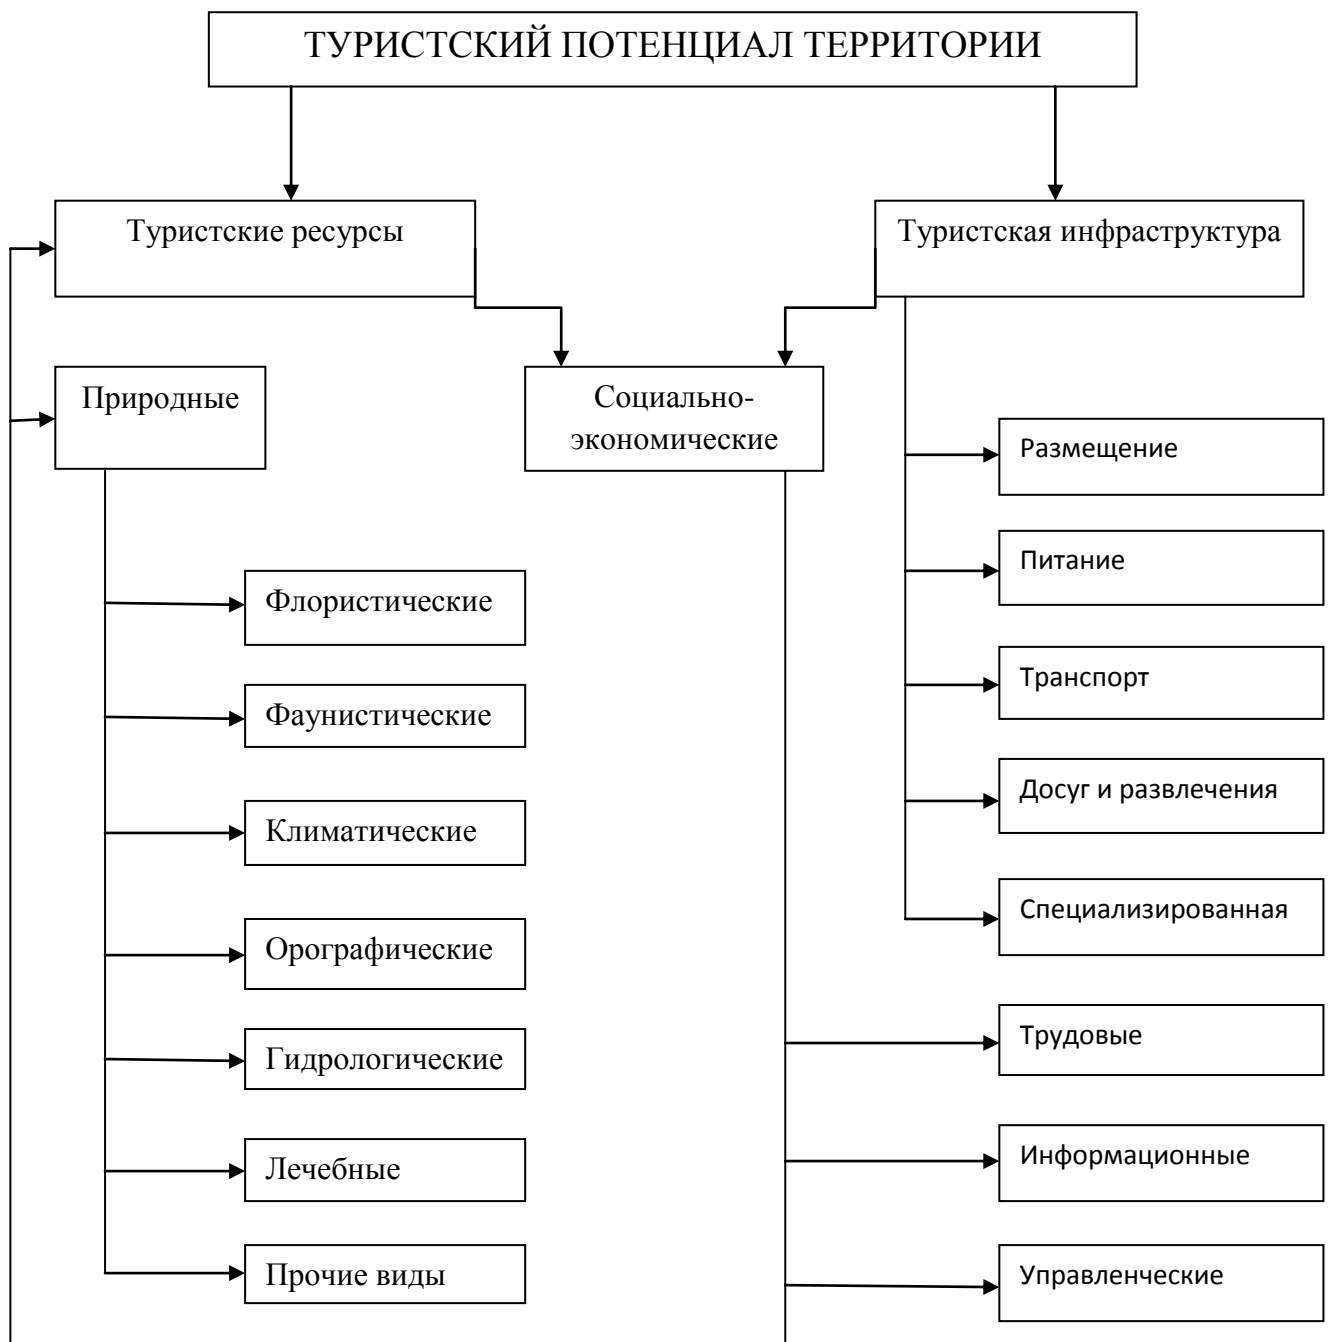 ТУРИСТСКИЙ ПОТЕНЦИАЛ ТЕРРИТОРИИ
Туристские ресурсы
Туристская инфраструктура
Природные
Социально-
экономические
Размещение
Питание
Транспорт
Досуг и развлечения
Специализированная
Флористические
Фаунистические
Климатические
Орографические
Гидрологические
Лечебные
Прочие виды
Трудовые
Информационные
Управленческие